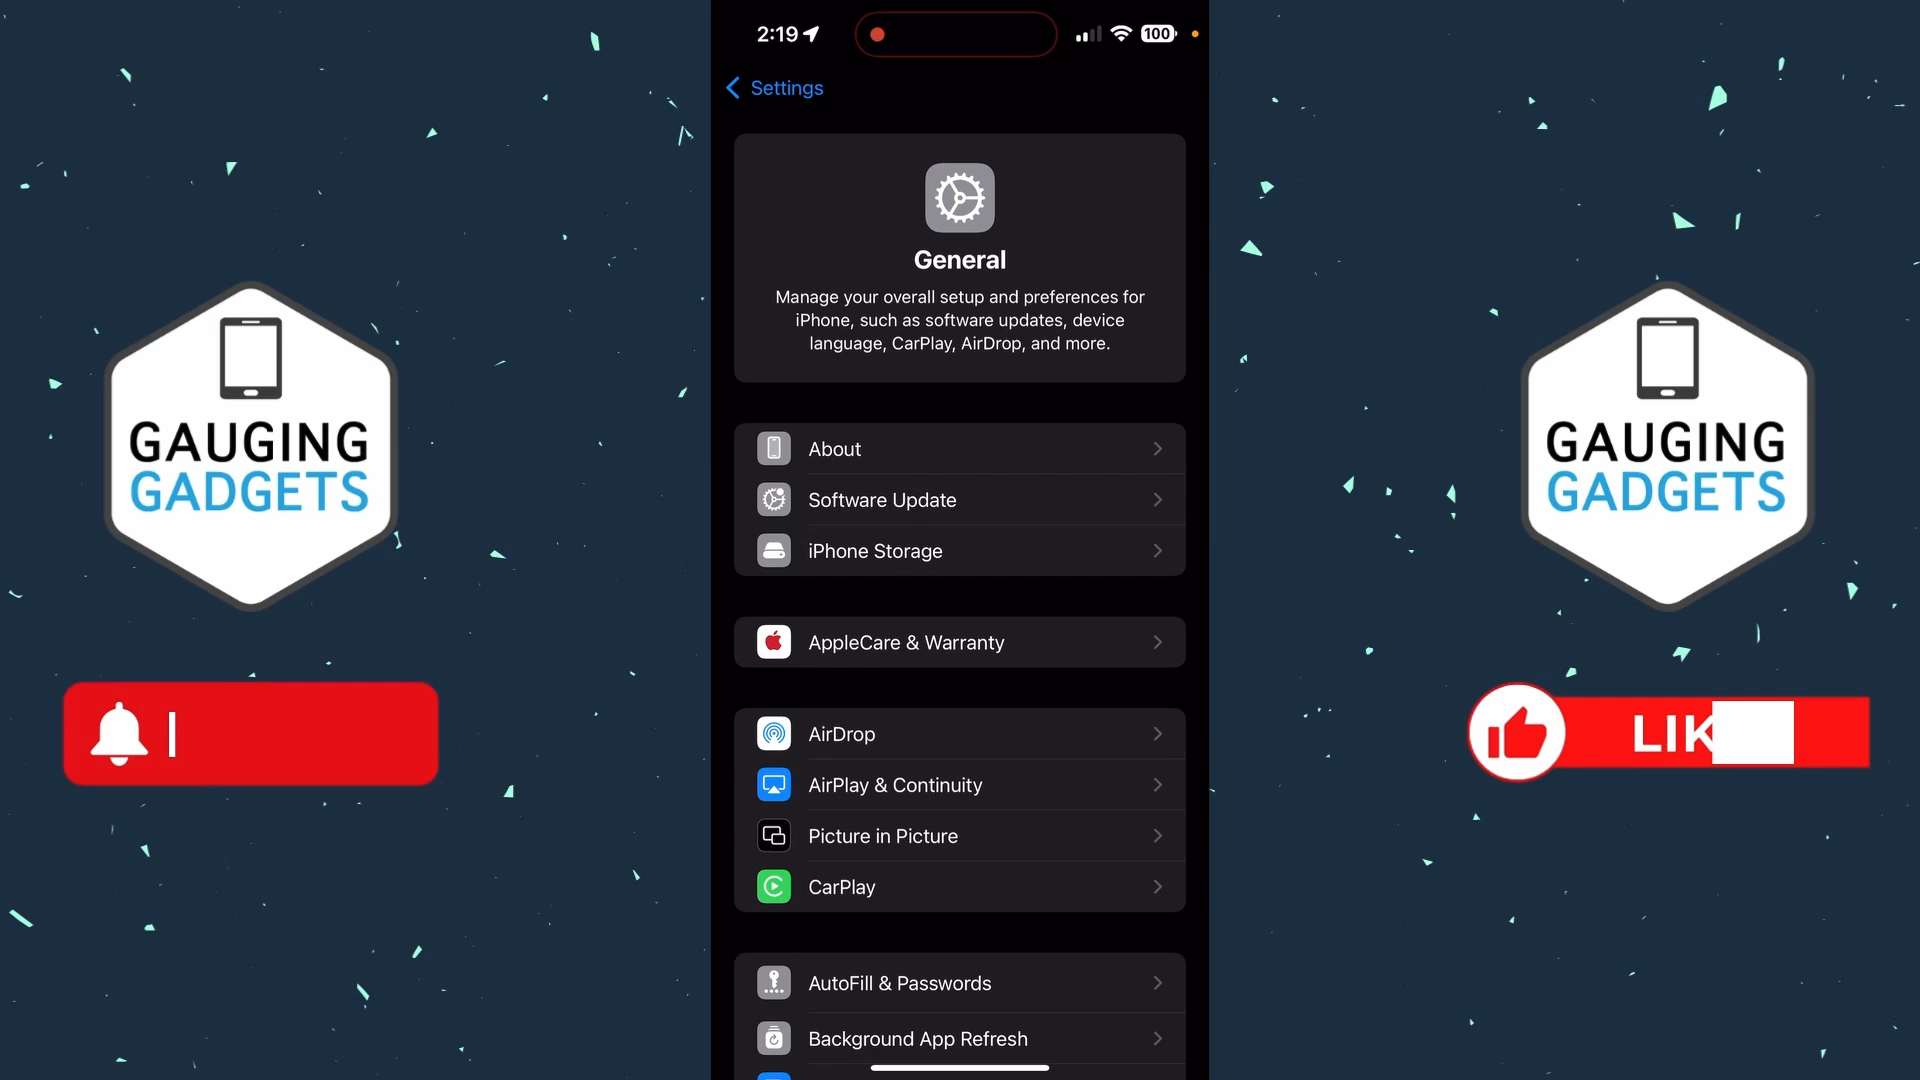 2:19
100
Settings
General
Manage your overall setup and preferences for
iPhone, such as software updates, device
language, CarPlay, AirDrop, and more.
About
Software Update
iPhone Storage
AppleCare & Warranty
AirDrop
AirPlay & Continuity
Picture in Picture
CarPlay
AutoFill & Passwords
Background App Refresh
GAUGING
GADGETS
GAUGING
GADGETS
LIK